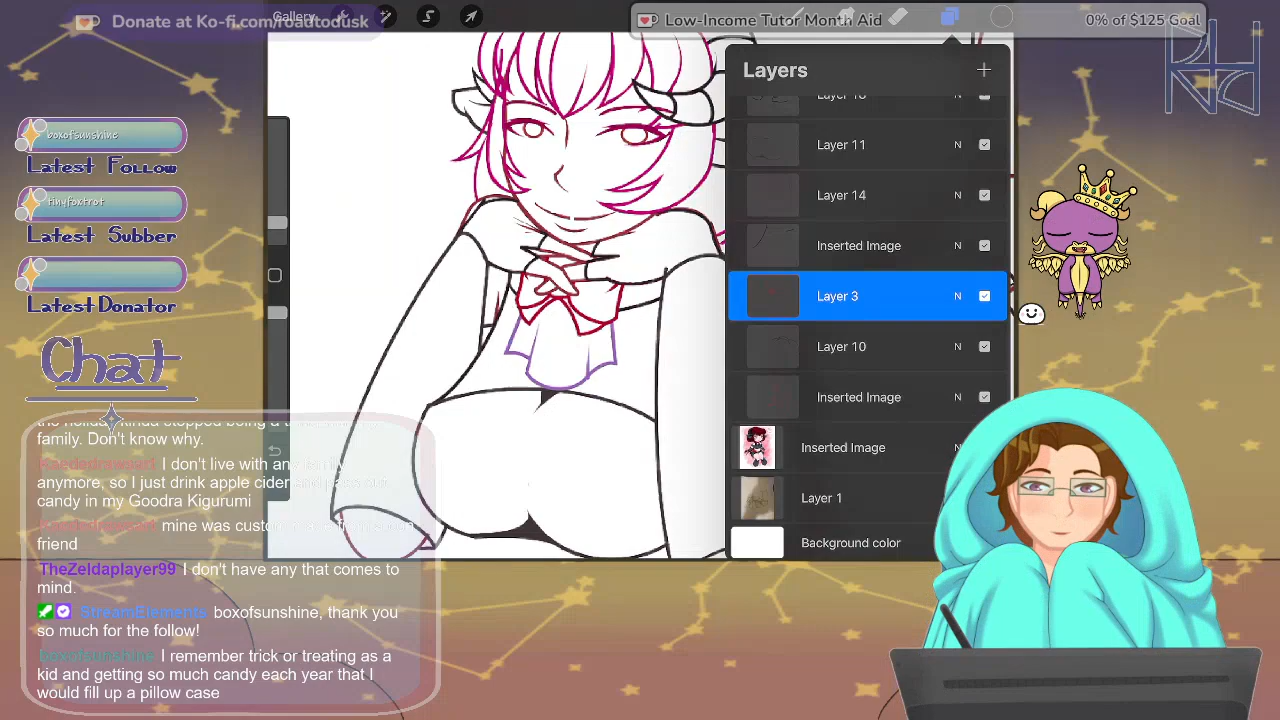 Donate at Ko-fi.com/roadtodusk
Gallery
Low-Income Tutor Month Aid
0% of $125 Goal
boxofsunshine
Latest Follow
tinyfoxtrot
Latest Subber
Latest Donator
Chat
family. Don't know why.
I don't live with any family
anymore, so I just drink apple cider
candy in my Goodra Kigurumi
mine was custom
friend
TheZeldaplayer99 I don't have any that comes to
mind.
StreamElements boxofsunshine, thank you
so much for the follow!
boxofsunshine I remember trick or treating as a
kid and getting so much candy each year that I
would fill up a pillow case
Layers
Layer 11 N
Layer 14 N
Inserted Image N
Layer 3 N
Layer 10 N
Inserted Image N
Inserted Image
Layer 1
Background color